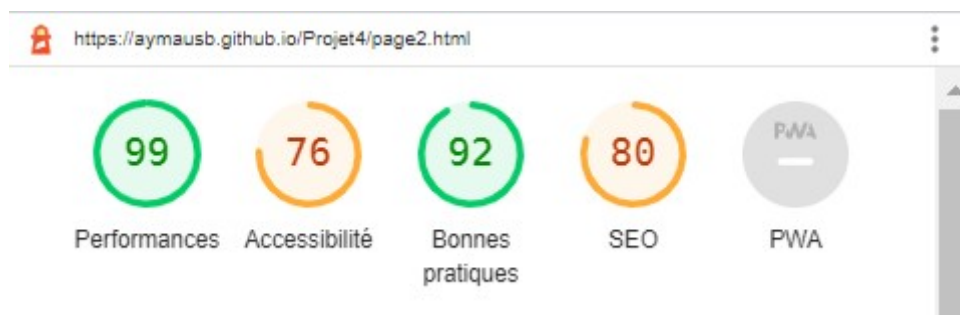 https://aymausb.github.io/Projet4/page2.html
99 76 92 80 PWA
Performances Accessibilité Bonnes pratiques SEO PWA